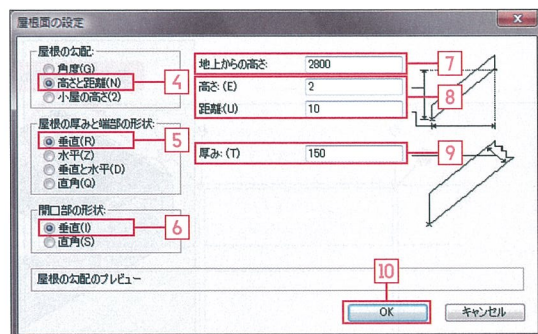 屋根面の設定
X
屋根の勾配:
角度(G)
高さと距離(N)
小屋の高さ(2)
4
地上からの高さ: 2800
7
高さ: (E) 2
距離:(U) 10
8
屋根の厚みと端部の形状:
垂直(R)
水平(Z)
垂直と水平(D)
直角(Q)
5
厚み: (T) 150
9
開口部の形状:
垂直(I)
直角(S)
6
屋根の勾配のプレビュー
10
OK
キャンセル